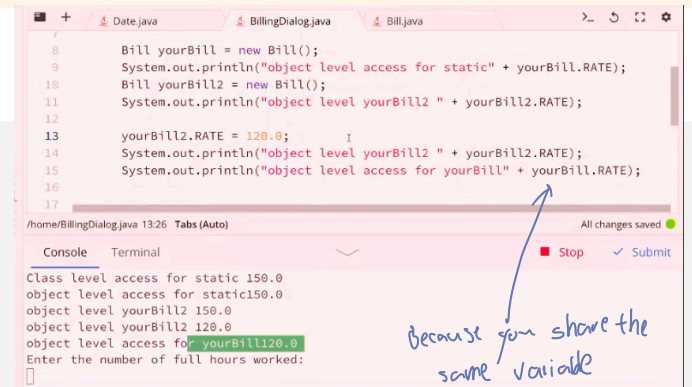 Date.java BillingDialog.java Bill.java
8 Bill yourBill = new Bill();
9 System.out.println("object level access for static" + yourBill.RATE);
10 Bill yourBill2 = new Bill();
11 System.out.println("object level yourBill2 " + yourBill2.RATE);
12
13 yourBill2.RATE = 120.0;
14 System.out.println("object level yourBill2 " + yourBill2.RATE);
15 System.out.println("object level access for yourBill" + yourBill.RATE);
16
17
/home/BillingDialog.java 13:26 Tabs (Auto) All changes saved
Console Terminal Stop Submit
Class level access for static 150.0
object level access for static150.0
object level yourBill2 150.0
object level yourBill2 120.0
object level access for yourBill120.0
Enter the number of full hours worked:
Because you share the
same variable